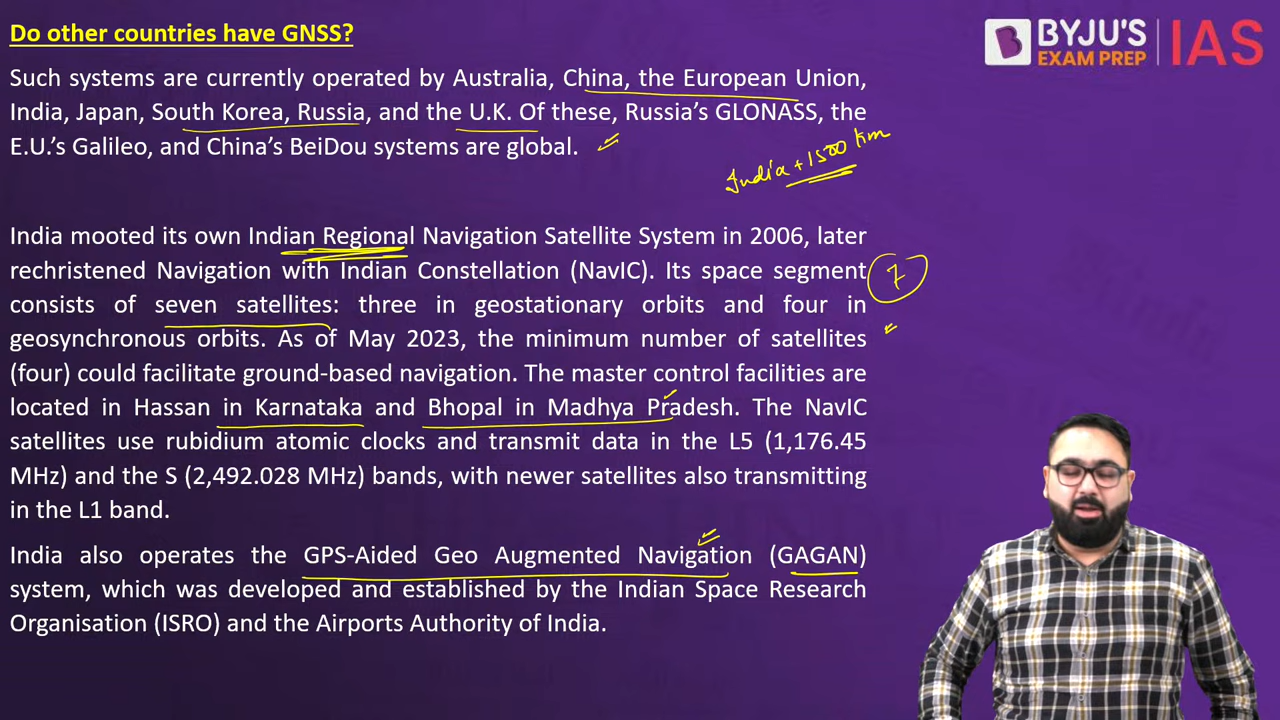 Do other countries have GNSS?
BYJU'S IAS
EXAM PREP
Such systems are currently operated by Australia, China, the European Union,
India, Japan, South Korea, Russia, and the U.K. Of these, Russia's GLONASS, the
E.U.'s Galileo, and China's BeiDou systems are global.
India + 1500 km
India mooted its own Indian Regional Navigation Satellite System in 2006, later
rechristened Navigation with Indian Constellation (NavIC). Its space segment
7
consists of seven satellites: three in geostationary orbits and four in
geosynchronous orbits. As of May 2023, the minimum number of satellites
(four) could facilitate ground-based navigation. The master control facilities are
located in Hassan in Karnataka and Bhopal in Madhya Pradesh. The NavIC
satellites use rubidium atomic clocks and transmit data in the L5 (1,176.45
MHz) and the S (2,492.028 MHz) bands, with newer satellites also transmitting
in the L1 band.
India also operates the GPS-Aided Geo Augmented Navigation (GAGAN)
system, which was developed and established by the Indian Space Research
Organisation (ISRO) and the Airports Authority of India.